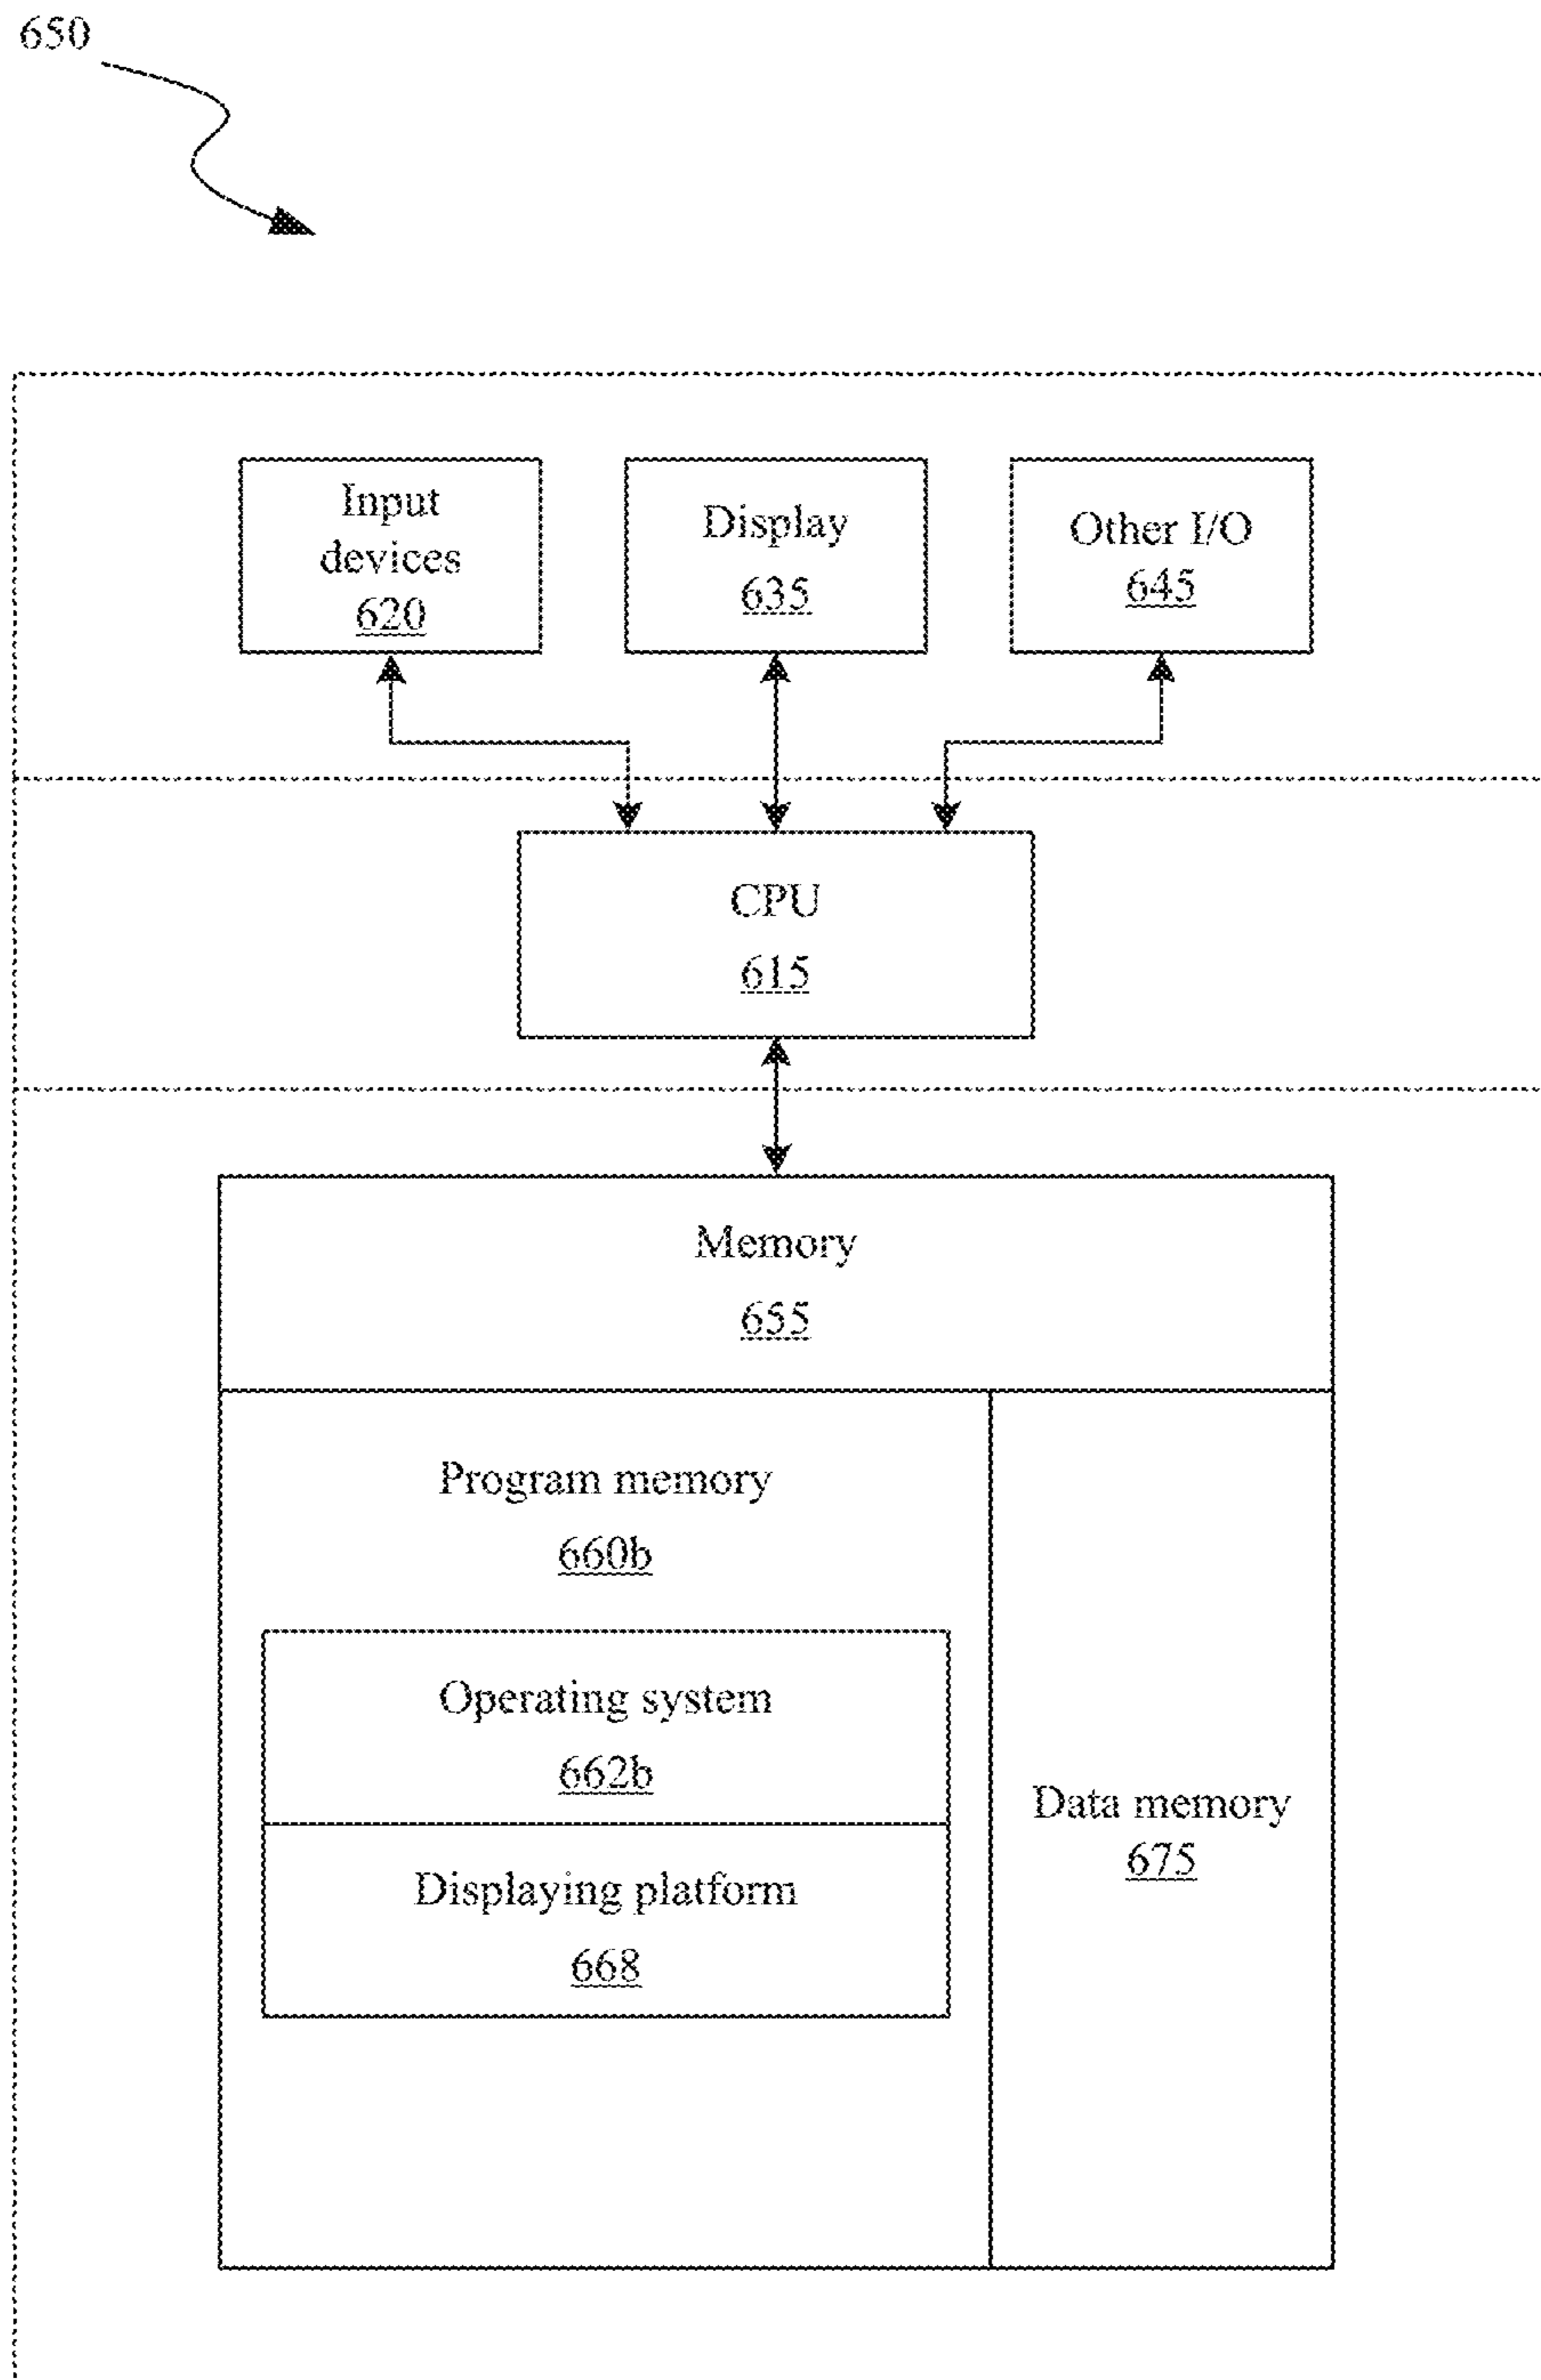 650
Input
devices
620
Display
635
Other I/O
645
CPU
615
Memory
655
Program memory
660b
Operating system
662b
Displaying platform
668
Data memory
675